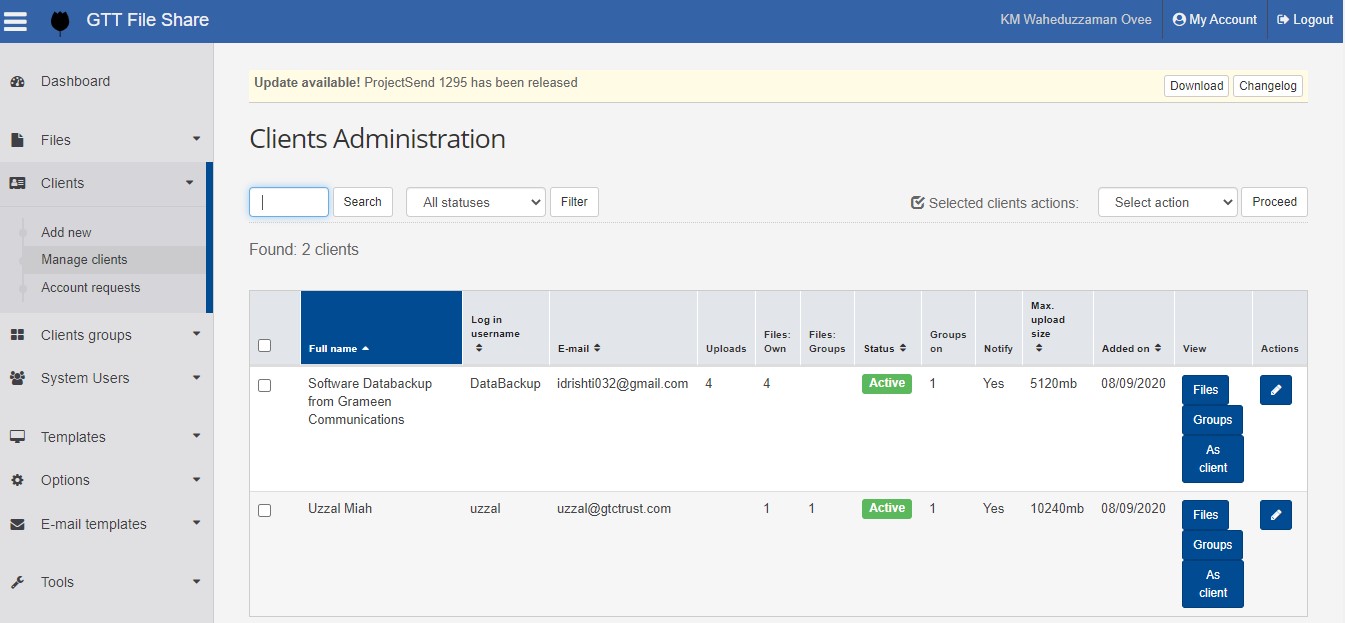 GTT File Share
KM Waheduzzaman Ovee
My Account
Logout
Dashboard
Files
Clients
Add new
Manage clients
Account requests
Clients groups
System Users
Templates
Options
E-mail templates
Tools
Update available! ProjectSend 1295 has been released
Download
Changelog
Clients Administration
Search
All statuses
Filter
Selected clients actions:
Select action
Proceed
Found: 2 clients
Full name
Log in
username
E-mail
Uploads
Files:
Own
Files:
Groups
Status
Groups
on
Notify
Max.
upload
size
Added on
View
Actions
Software Databackup
from Grameen
Communications
DataBackup
idrishti032@gmail.com
4
4
Active
1
Yes
5120mb
08/09/2020
Files
Groups
As
client
Uzzal Miah
uzzal
uzzal@gtctrust.com
1
1
Active
1
Yes
10240mb
08/09/2020
Files
Groups
As
client